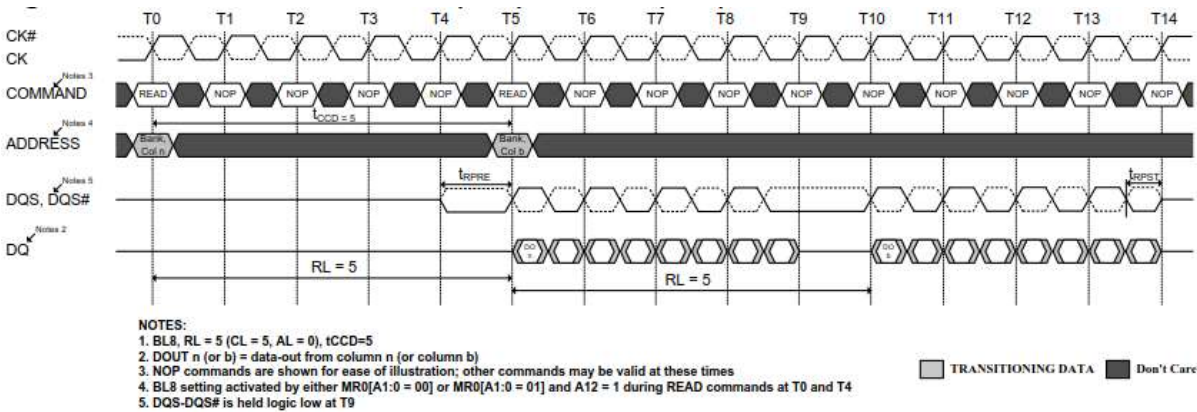 T0 T1 T2 T3 T4 T5 T6 T7 T8 T9 T10 T11 T12 T13 T14
CK#
CK
Notes 3
COMMAND READ NOP NOP NOP NOP READ NOP NOP NOP NOP NOP NOP NOP NOP NOP
tCCD = 5
Notes 4
ADDRESS Bank, Col n Bank, Col b
tRPRE tRPST
Notes 5
DQS, DQS#
Notes 2
DQ DO n DO b
RL = 5
RL = 5
NOTES:
1. BL8, RL = 5 (CL = 5, AL = 0), tCCD=5
2. DOUT n (or b) = data-out from column n (or column b)
3. NOP commands are shown for ease of illustration; other commands may be valid at these times
4. BL8 setting activated by either MR0[A1:0 = 00] or MR0[A1:0 = 01] and A12 = 1 during READ commands at T0 and T4
5. DQS-DQS# is held logic low at T9
TRANSITIONING DATA Don't Care